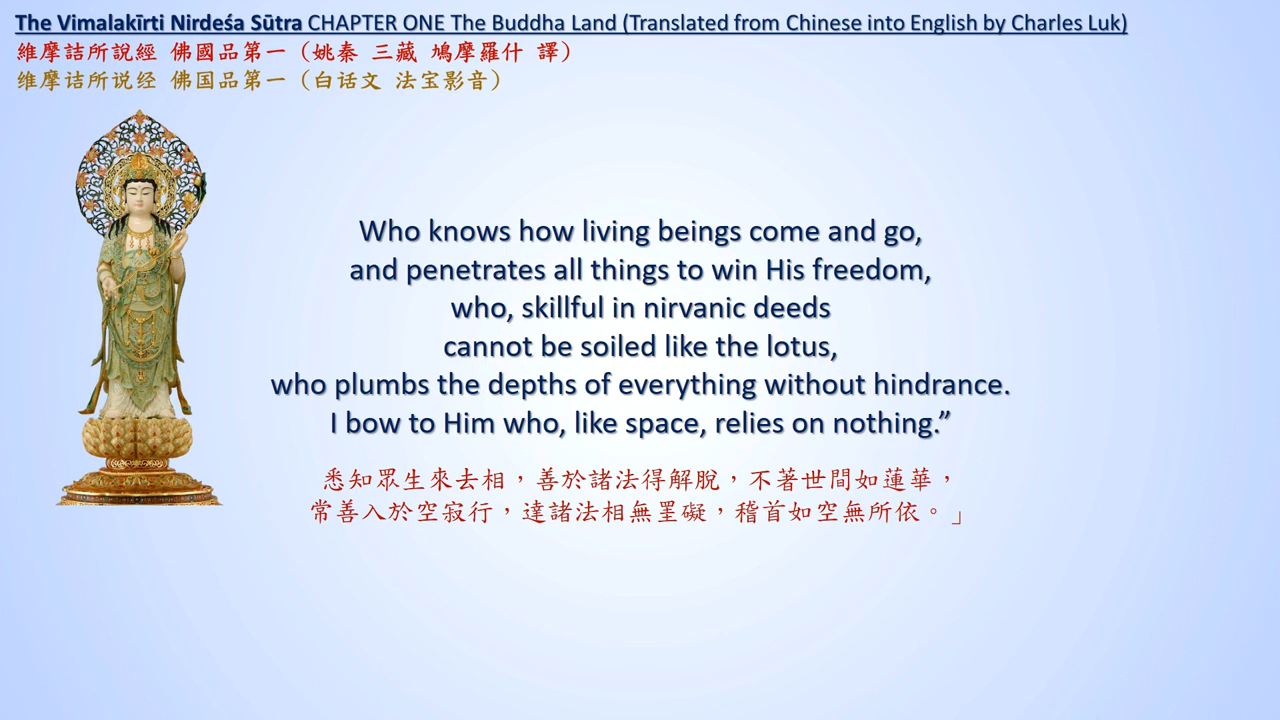 The Vimalakīrti Nirdeśa Sūtra CHAPTER ONE The Buddha Land (Translated from Chinese into English by Charles Luk)
維摩詰所說經 佛國品第一 (姚秦 三藏 鳩摩羅什 譯)
维摩诘所说经 佛国品第一 (白话文 法宝影音)
Who knows how living beings come and go,
and penetrates all things to win His freedom,
who, skillful in nirvanic deeds
cannot be soiled like the lotus,
who plumbs the depths of everything without hindrance.
I bow to Him who, like space, relies on nothing.”
悉知眾生來去相，善於諸法得解脫，不著世間如蓮華，
常善入於空寂行，達諸法相無罣礙，稽首如空無所依。」